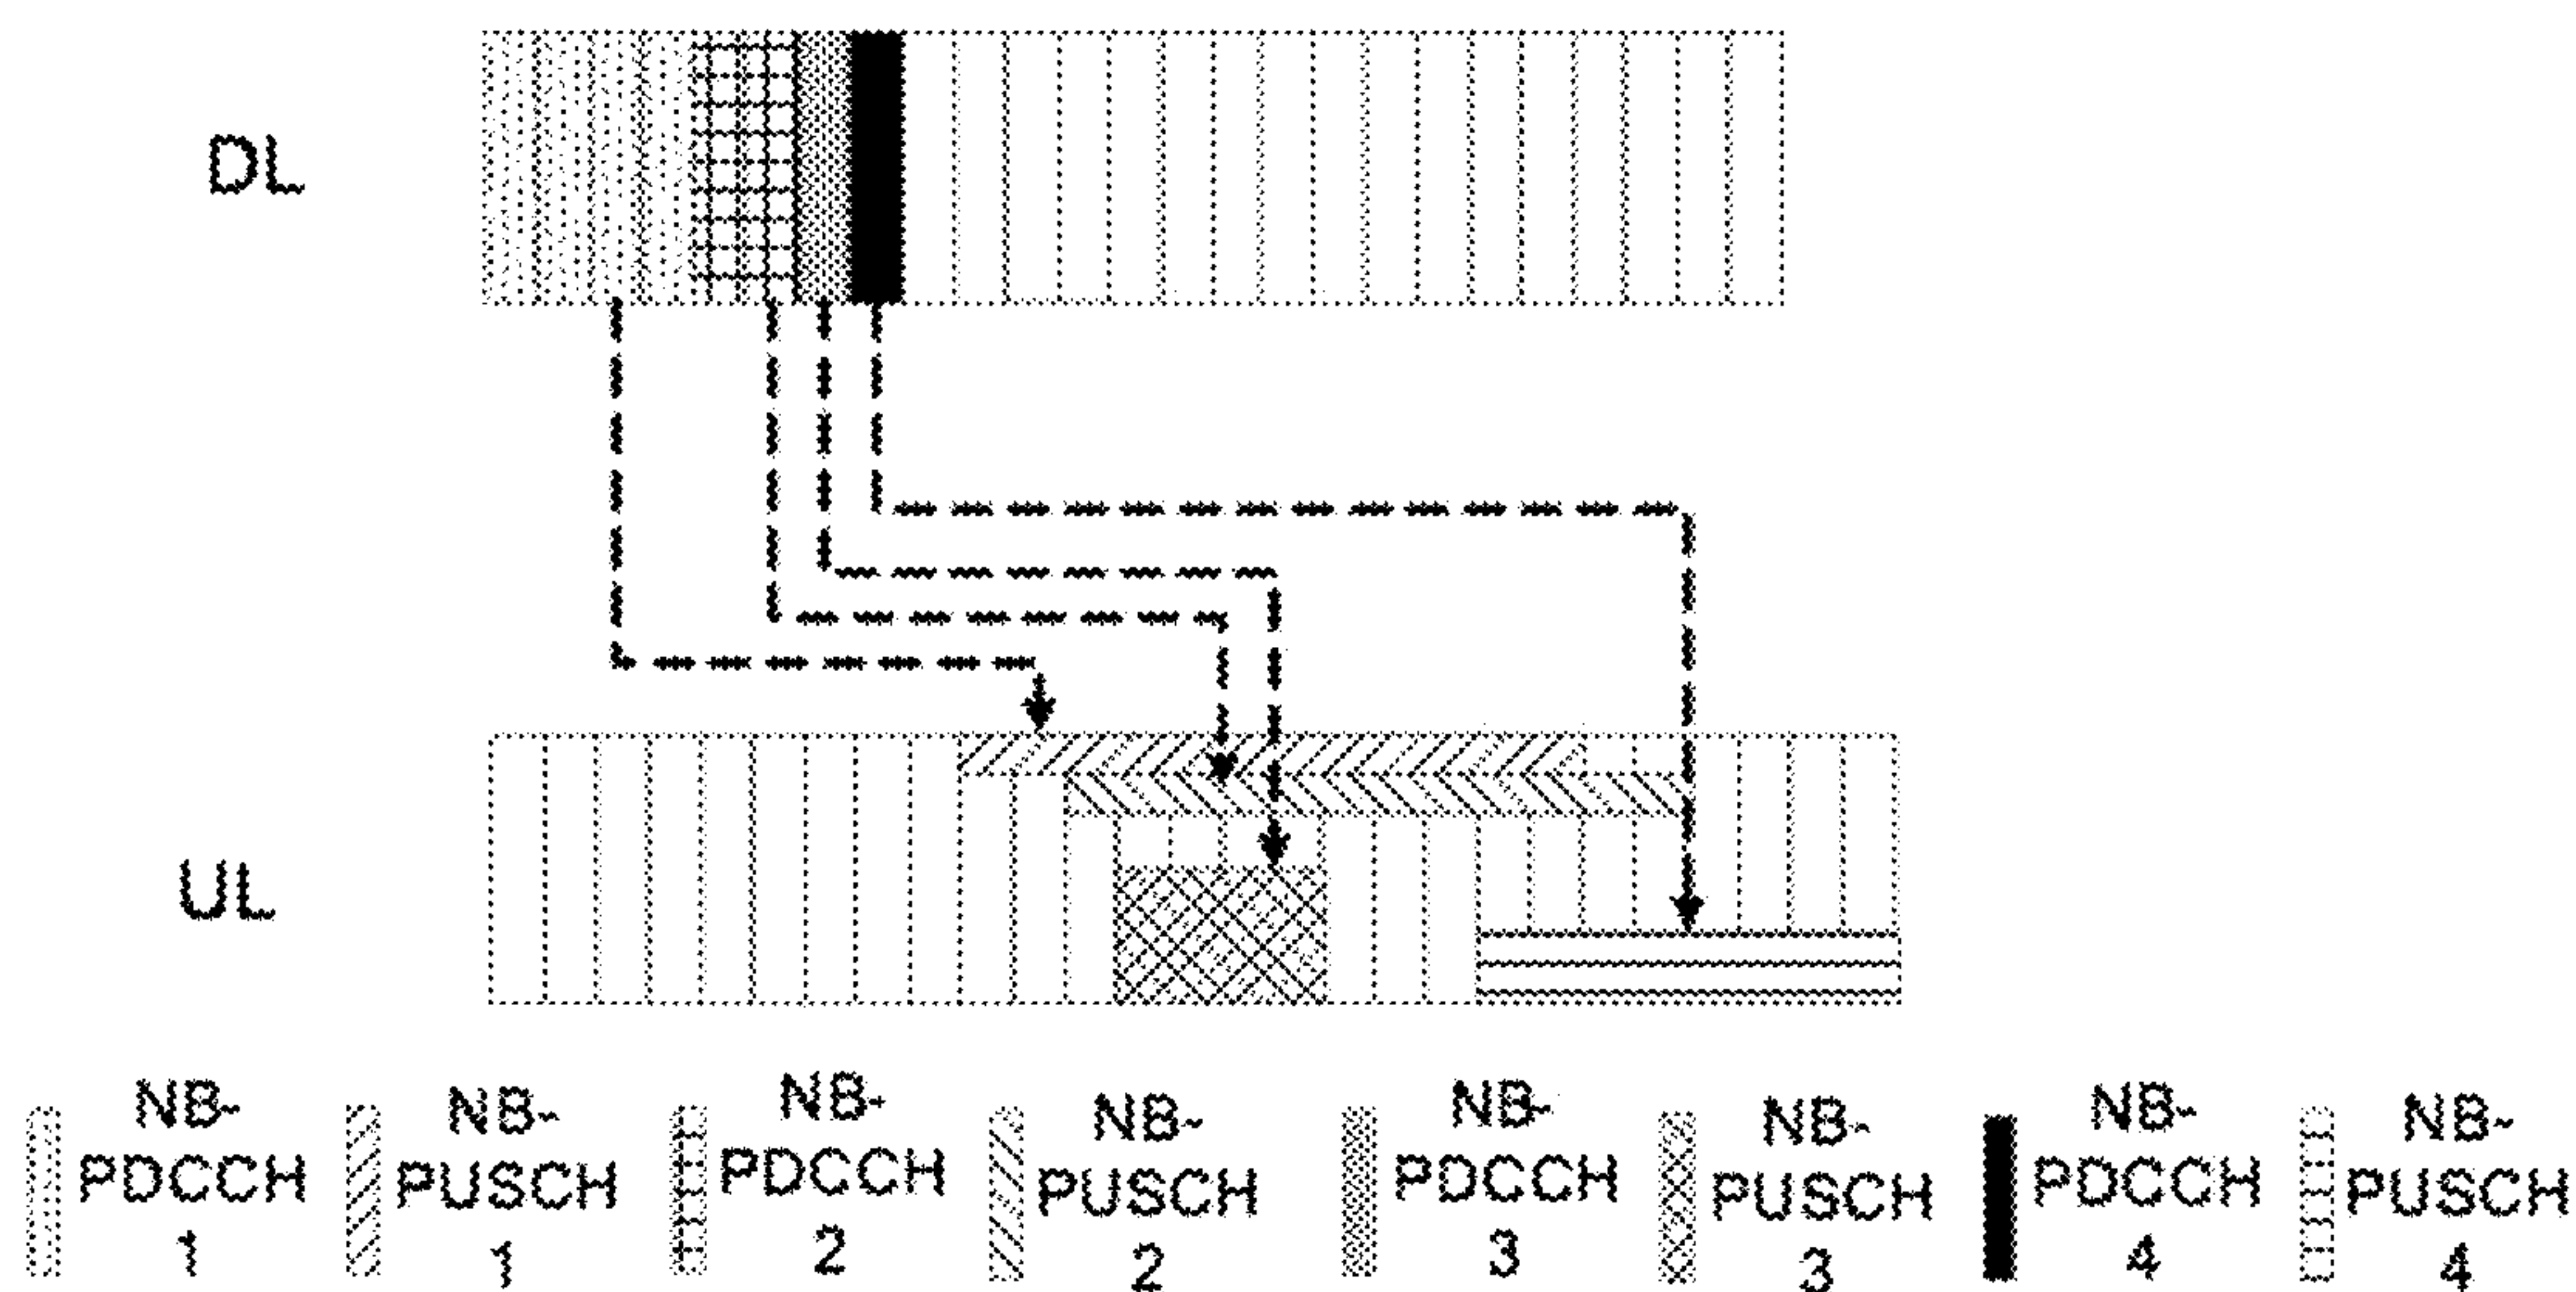 DL
UL
NB-
PDCCH
1
NB-
PUSCH
1
NB-
PDCCH
2
NB-
PUSCH
2
NB-
PDCCH
3
NB-
PUSCH
3
NB-
PDCCH
4
NB-
PUSCH
4